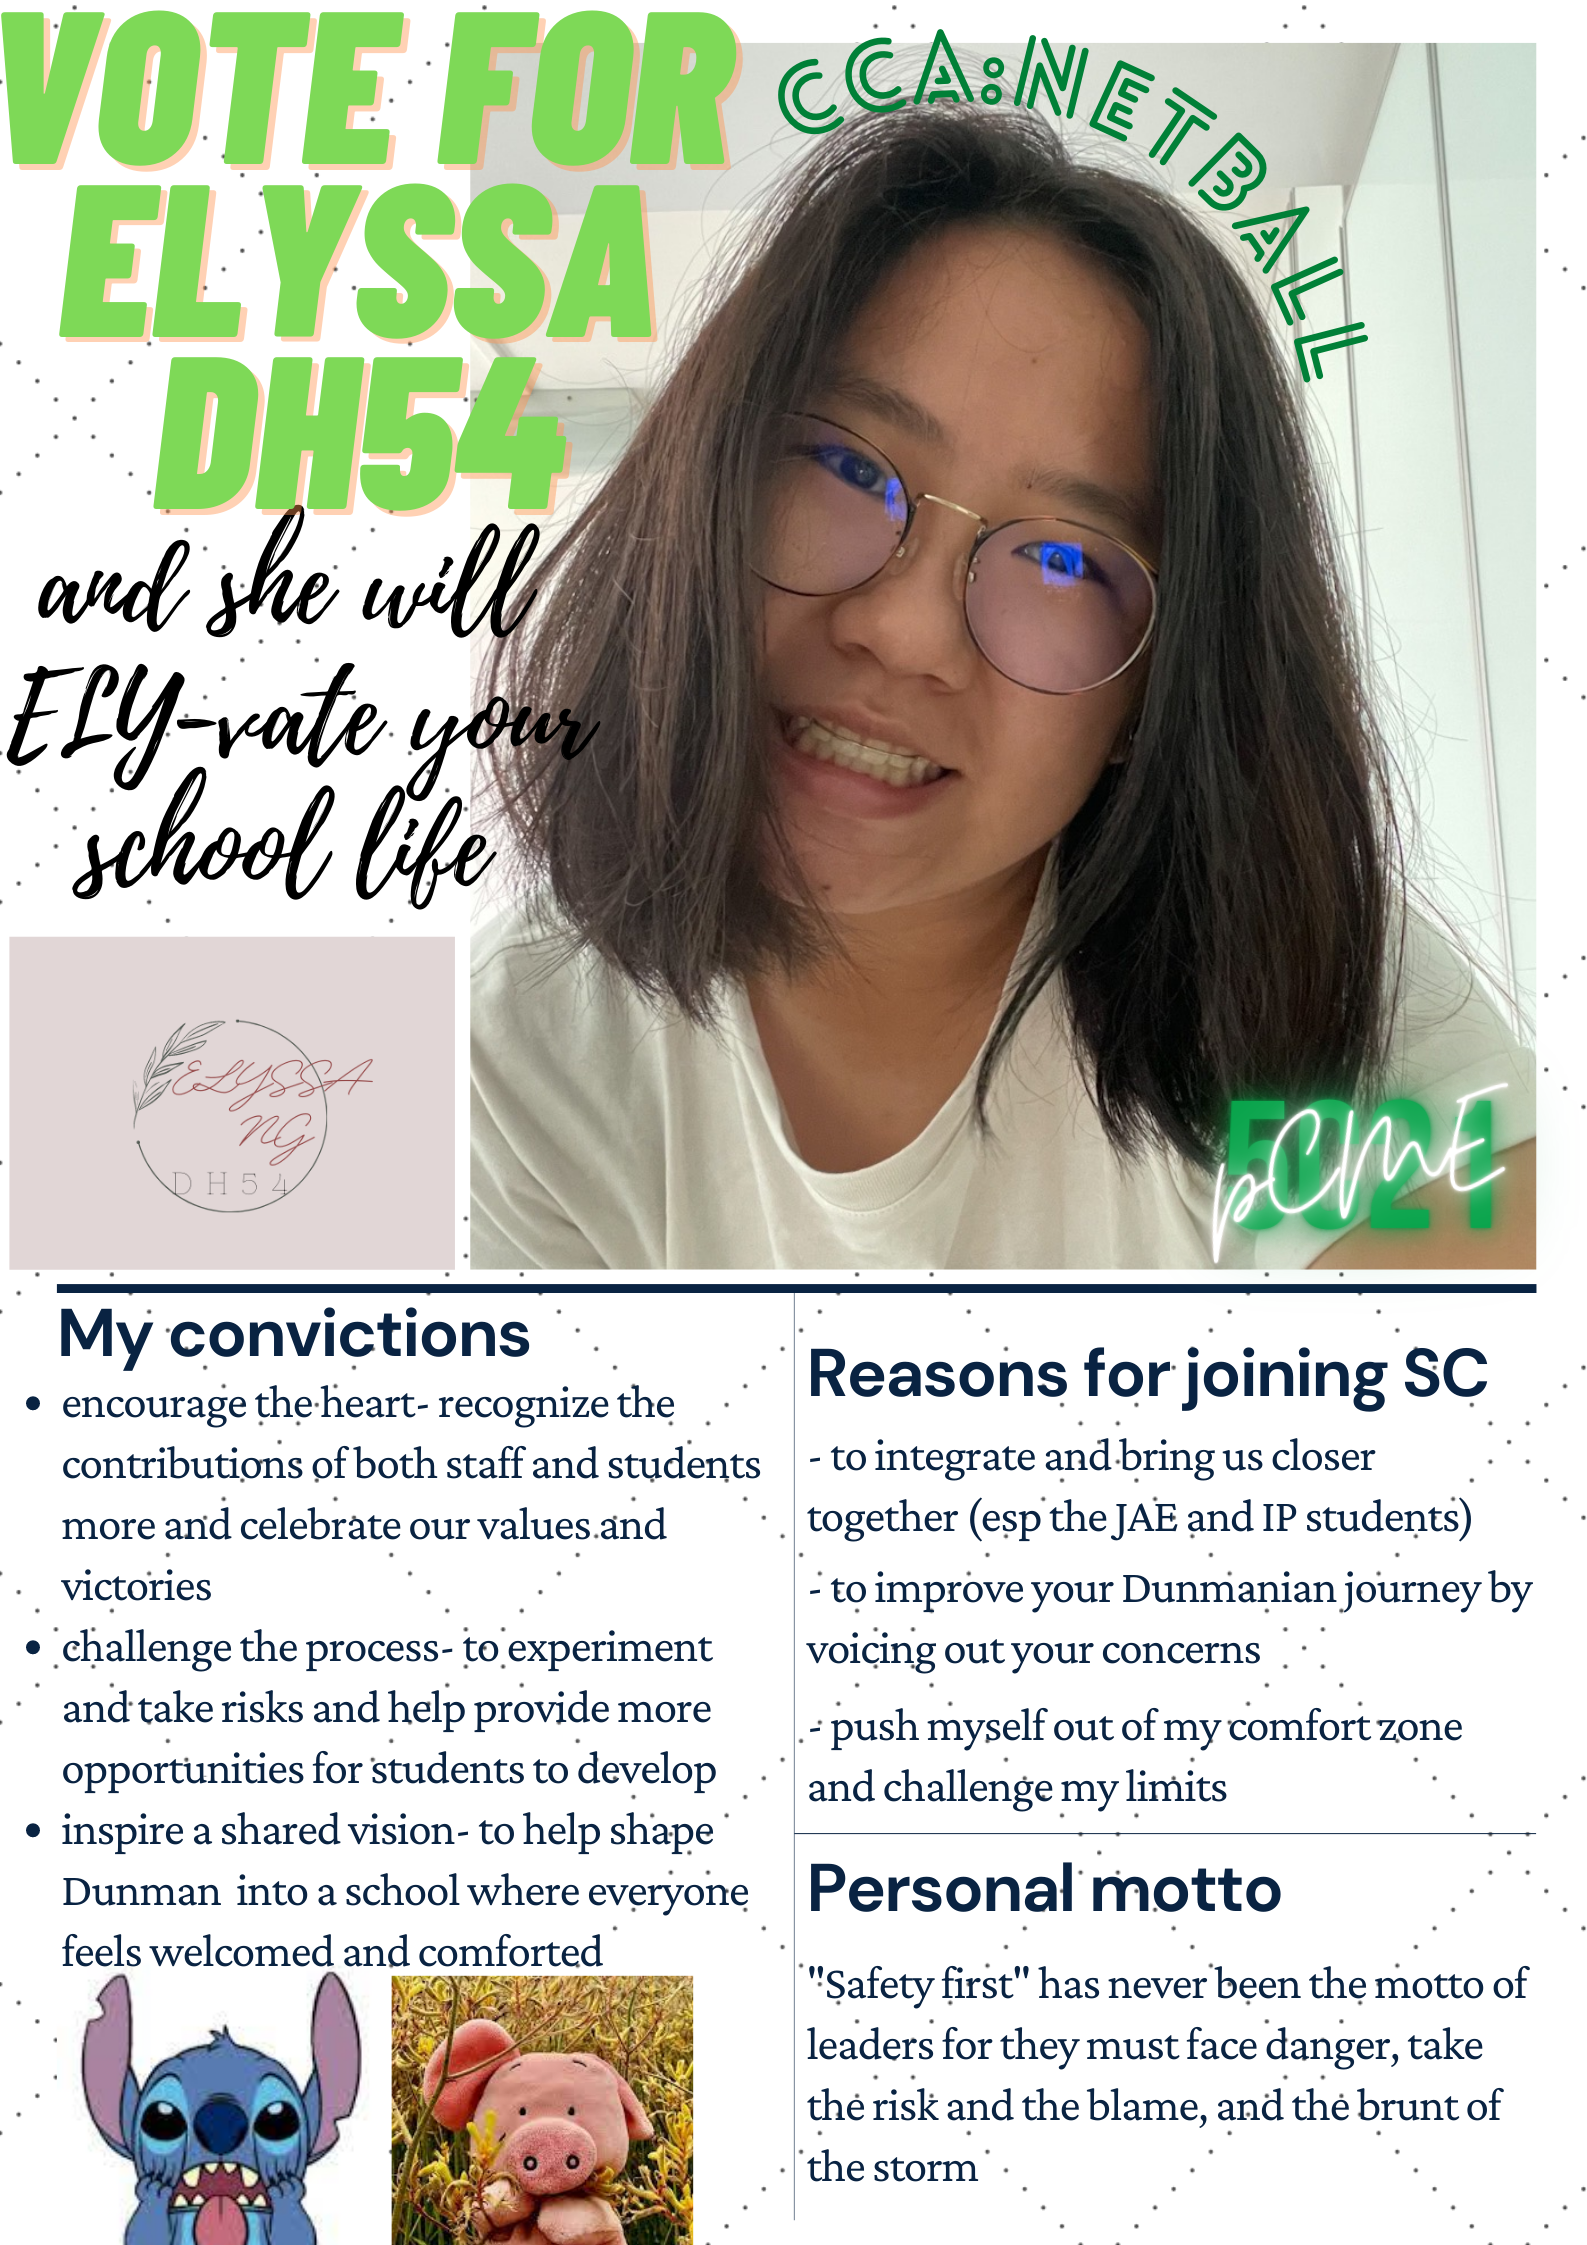 VOTE FOR
ELYSSA
DH54
and she will
ELY-vate your
school life
CCA:NETBALL
ELYSSA
NG
DH54
5C21
pCME
My convictions
• encourage the heart- recognize the
contributions of both staff and students
more and celebrate our values and
victories
• challenge the process- to experiment
and take risks and help provide more
opportunities for students to develop
• inspire a shared vision- to help shape
Dunman into a school where everyone
feels welcomed and comforted
Reasons for joining SC
- to integrate and bring us closer
together (esp the JAE and IP students)
- to improve your Dunmanian journey by
voicing out your concerns
- push myself out of my comfort zone
and challenge my limits
Personal motto
"Safety first" has never been the motto of
leaders for they must face danger, take
the risk and the blame, and the brunt of
the storm